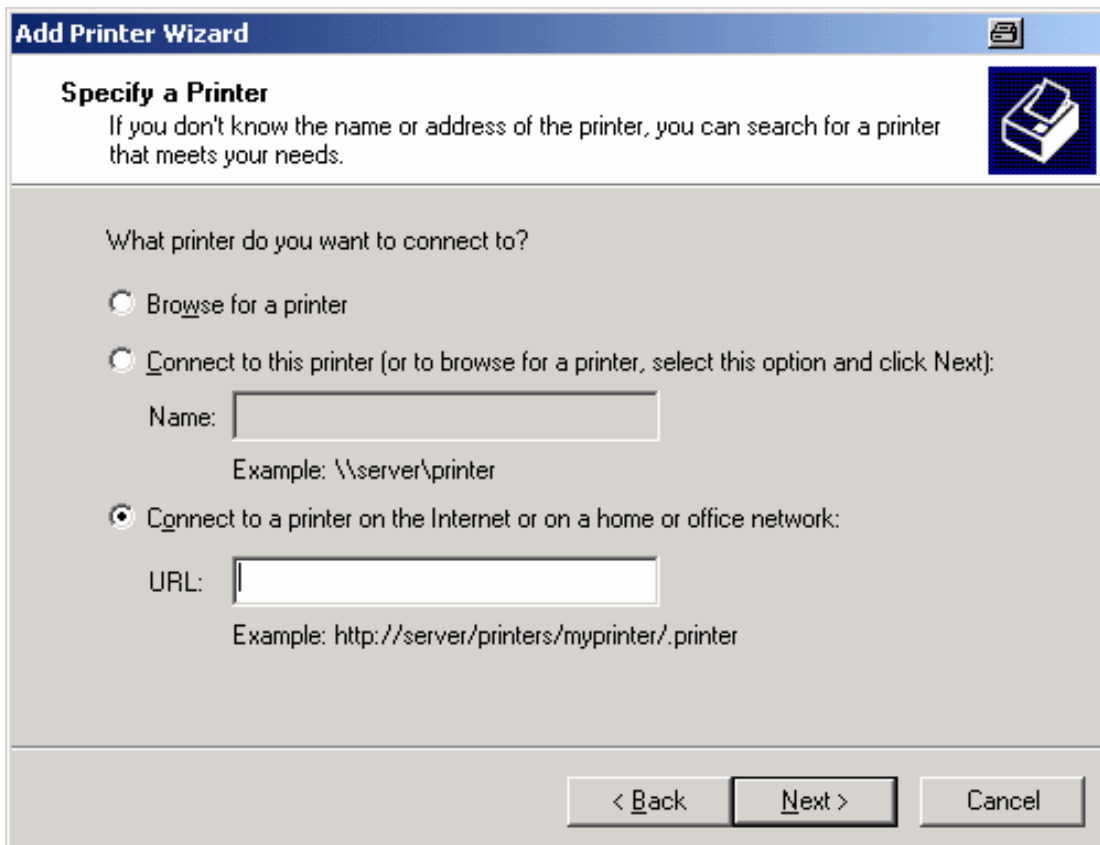 Add Printer Wizard
Specify a Printer
If you don't know the name or address of the printer, you can search for a printer
that meets your needs.
What printer do you want to connect to?
Browse for a printer
Connect to this printer (or to browse for a printer, select this option and click Next):
Name:
Example: \\server\printer
Connect to a printer on the Internet or on a home or office network:
URL:
Example: http://server/printers/myprinter/.printer
< Back Next > Cancel